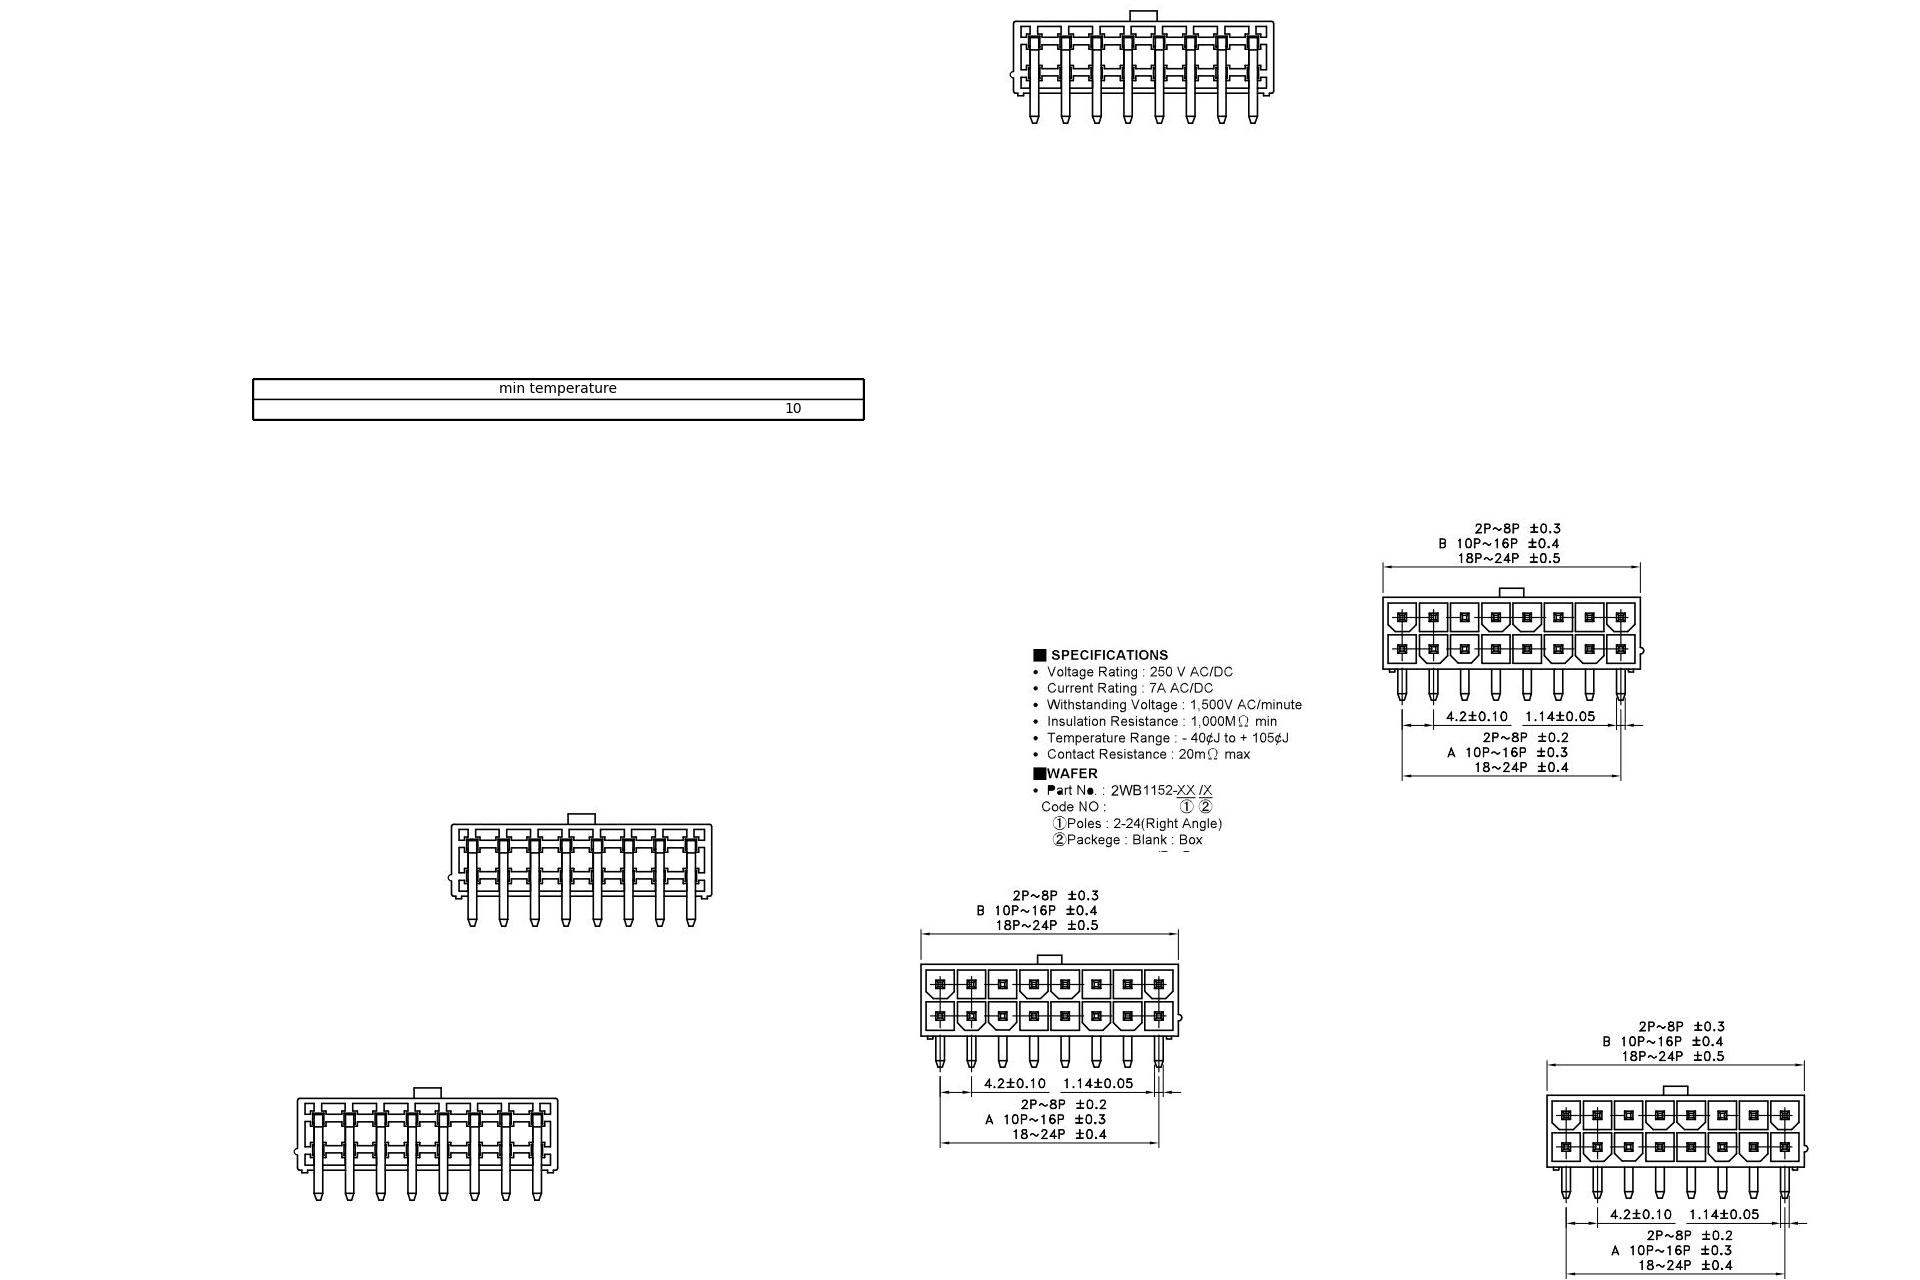 min temperature
10
2P~8P ±0.3
B 10P~16P ±0.4
18P~24P ±0.5
4.2±0.10 1.14±0.05
2P~8P ±0.2
A 10P~16P ±0.3
18~24P ±0.4
■ SPECIFICATIONS
• Voltage Rating : 250 V AC/DC
• Current Rating : 7A AC/DC
• Withstanding Voltage : 1,500V AC/minute
• Insulation Resistance : 1,000MΩ min
• Temperature Range : - 40¢J to + 105¢J
• Contact Resistance : 20mΩ max
■WAFER
• Part No. : 2WB1152-XX /X
Code NO : ① ②
①Poles : 2-24(Right Angle)
②Packege : Blank : Box
2P~8P ±0.3
B 10P~16P ±0.4
18P~24P ±0.5
4.2±0.10 1.14±0.05
2P~8P ±0.2
A 10P~16P ±0.3
18~24P ±0.4
2P~8P ±0.3
B 10P~16P ±0.4
18P~24P ±0.5
4.2±0.10 1.14±0.05
2P~8P ±0.2
A 10P~16P ±0.3
18~24P ±0.4